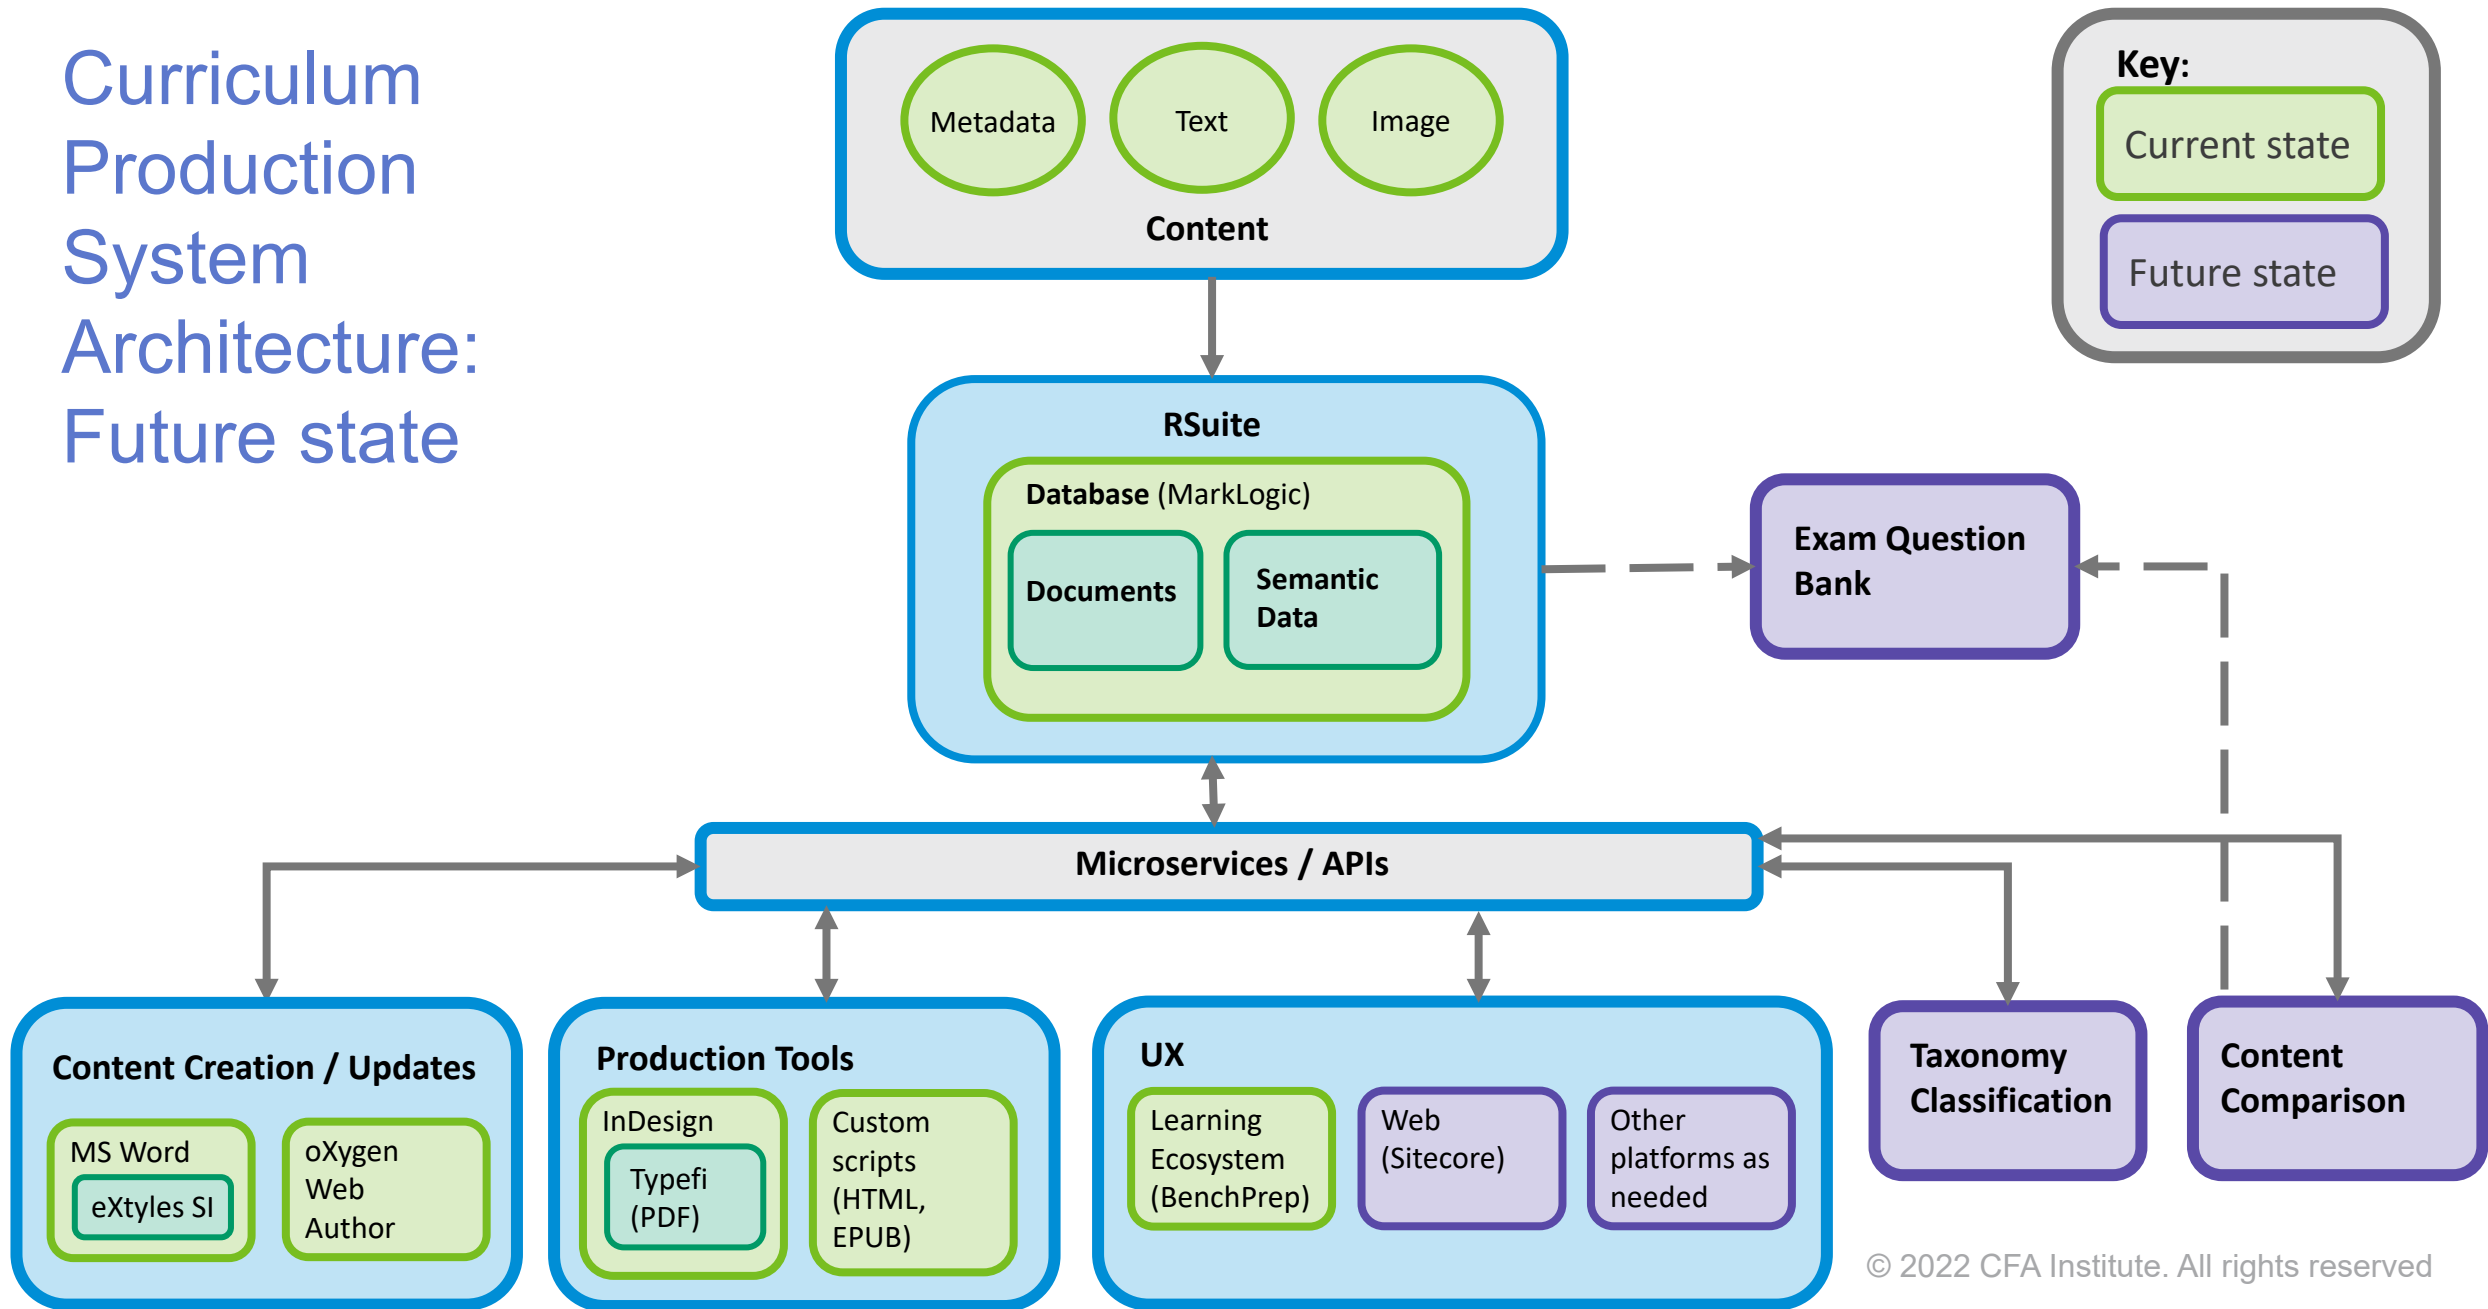 Curriculum
Production
System
Architecture:
Future state
Metadata
Text
Image
Content
Key:
Current state
Future state
RSuite
Database (MarkLogic)
Documents
Semantic
Data
Exam Question
Bank
Microservices / APIs
Content Creation / Updates
MS Word
eXtyles SI
oXygen
Web
Author
Production Tools
InDesign
Typefi
(PDF)
Custom
scripts
(HTML,
EPUB)
UX
Learning
Ecosystem
(BenchPrep)
Web
(Sitecore)
Other
platforms as
needed
Taxonomy
Classification
Content
Comparison
© 2022 CFA Institute. All rights reserved